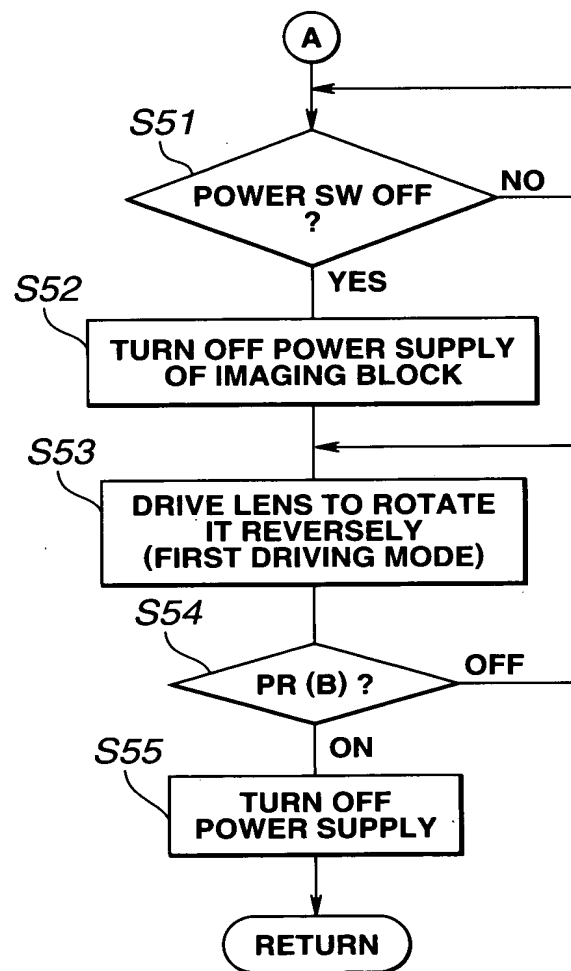 A
S51
POWER SW OFF
?
NO
YES
S52
TURN OFF POWER SUPPLY
OF IMAGING BLOCK
S53
DRIVE LENS TO ROTATE
IT REVERSELY
(FIRST DRIVING MODE)
S54
PR (B) ?
OFF
ON
S55
TURN OFF
POWER SUPPLY
RETURN